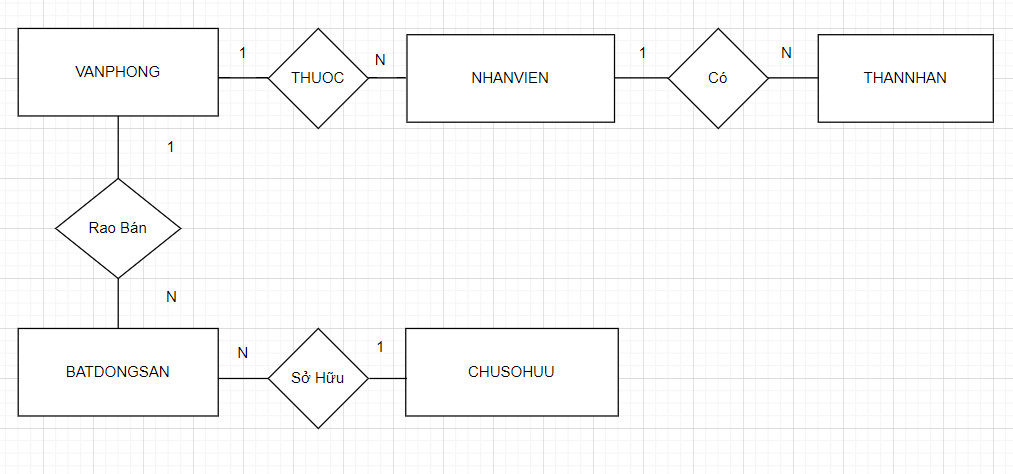 VANPHONG
1
THUOC
N
NHANVIEN
1
Có
N
THANNHAN
1
Rao Bán
N
BATDONGSAN
N
Sở Hữu
1
CHUSOHUU